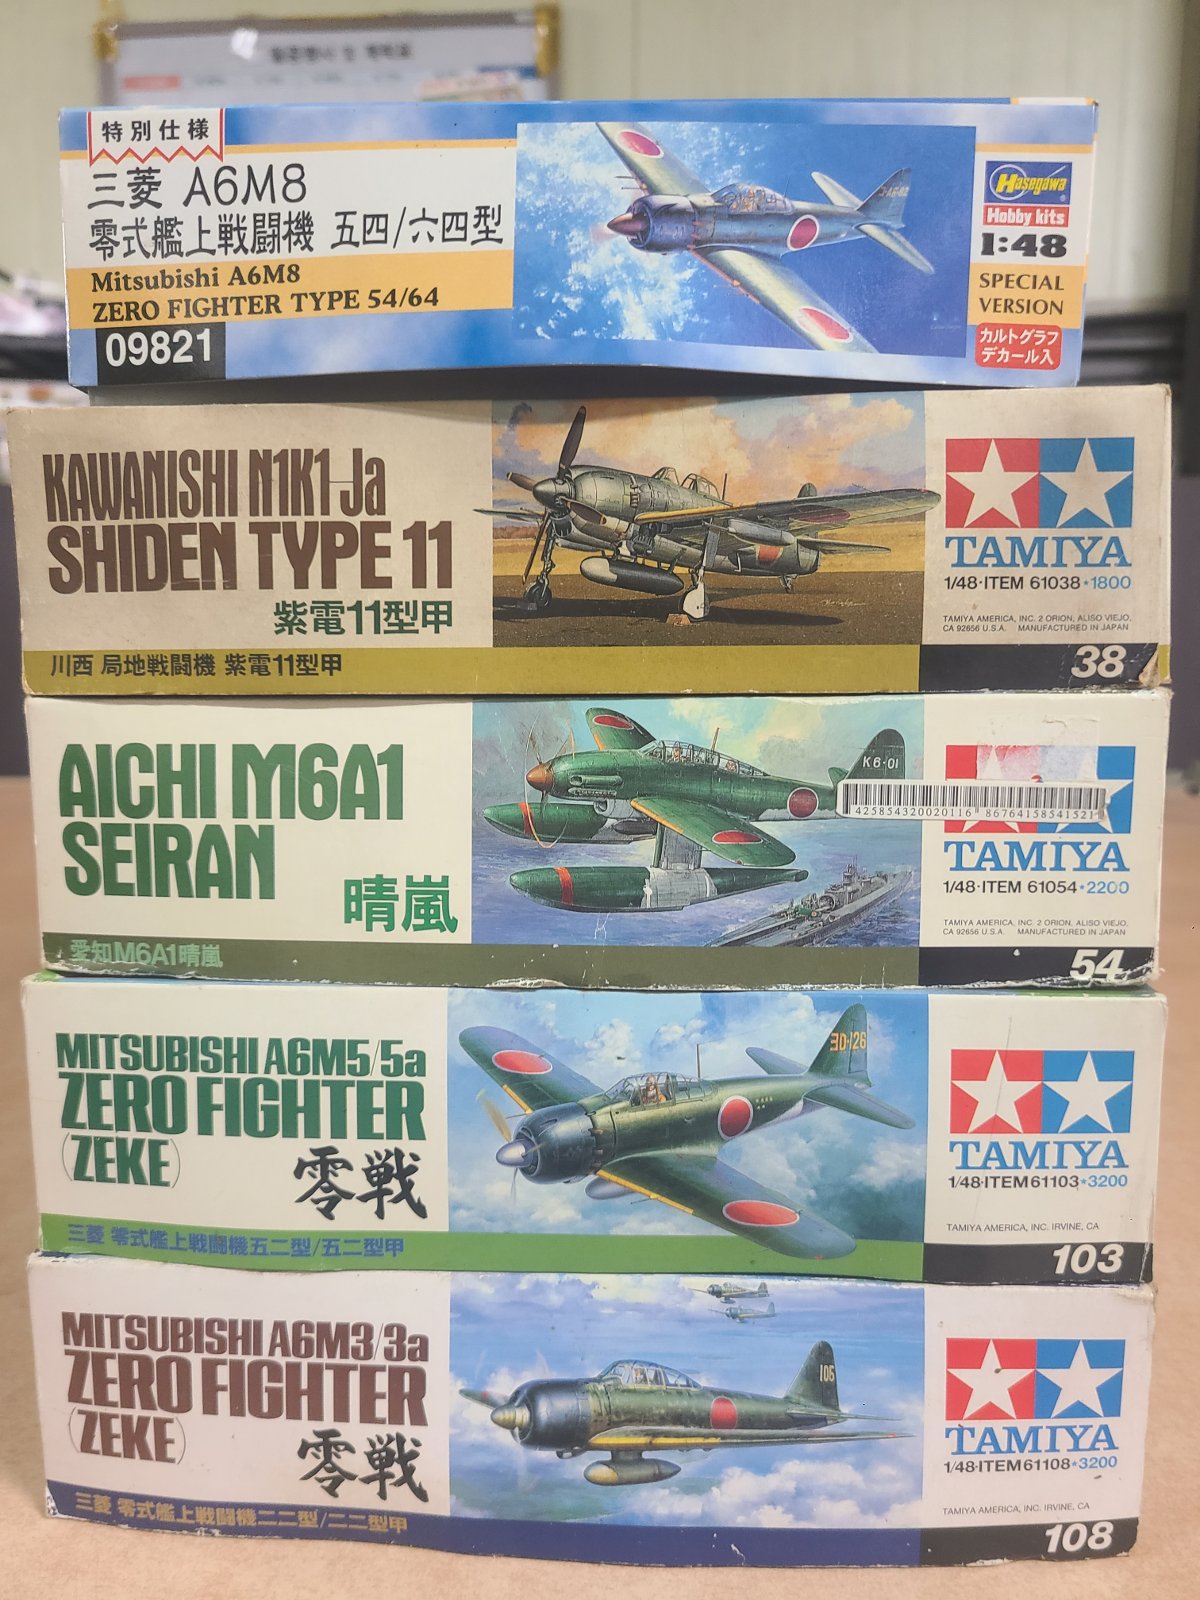 特別仕様
三菱 A6M8
零式艦上戦闘機 五四/六四型
Mitsubishi A6M8
ZERO FIGHTER TYPE 54/64
09821
Hasegawa
Hobby kits
1:48
SPECIAL
VERSION
カルトグラフ
デカール入
KAWANISHI N1K1-Ja
SHIDEN TYPE 11
紫電11型甲
川西 局地戦闘機 紫電11型甲
TAMIYA
1/48·ITEM 61038★1800
TAMIYA AMERICA, INC. 2 ORION, ALISO VIEJO,
CA 92656 U.S.A. MANUFACTURED IN JAPAN
38
AICHI M6A1
SEIRAN
晴嵐
愛知M6A1晴嵐
K6-01
425854320020116 86764158541521
TAMIYA
1/48·ITEM 61054★2200
TAMIYA AMERICA, INC. 2 ORION, ALISO VIEJO,
CA 92656 U.S.A. MANUFACTURED IN JAPAN
54
MITSUBISHI A6M5/5a
ZERO FIGHTER
(ZEKE)
零戦
三菱 零式艦上戦闘機五二型/五二型甲
ヨD-126
TAMIYA
1/48·ITEM61103★3200
TAMIYA AMERICA, INC. IRVINE, CA
103
MITSUBISHI A6M3/3a
ZERO FIGHTER
(ZEKE)
零戦
三菱 零式艦上戦闘機二二型/二二型甲
105
TAMIYA
1/48·ITEM61108★3200
TAMIYA AMERICA, INC. IRVINE, CA
108